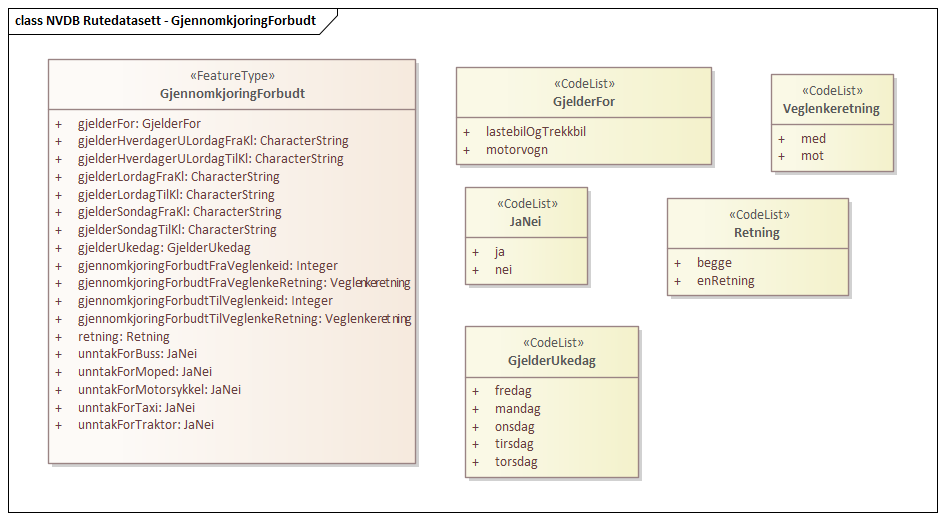 class NVDB Rutedatasett - GjennomkjoringForbudt
«FeatureType»
GjennomkjoringForbudt
+ gjelderFor: GjelderFor
+ gjelderHverdagerULordagFraKl: CharacterString
+ gjelderHverdagerULordagTilKl: CharacterString
+ gjelderLordagFraKl: CharacterString
+ gjelderLordagTilKl: CharacterString
+ gjelderSondagFraKl: CharacterString
+ gjelderSondagTilKl: CharacterString
+ gjelderUkedag: GjelderUkedag
+ gjennomkjoringForbudtFraVeglenkeid: Integer
+ gjennomkjoringForbudtFraVeglenkeRetning: Veglenkeretning
+ gjennomkjoringForbudtTilVeglenkeid: Integer
+ gjennomkjoringForbudtTilVeglenkeRetning: Veglenkeretning
+ retning: Retning
+ unntakForBuss: JaNei
+ unntakForMoped: JaNei
+ unntakForMotorsykkel: JaNei
+ unntakForTaxi: JaNei
+ unntakForTraktor: JaNei
«CodeList»
GjelderFor
+ lastebilOgTrekkbil
+ motorvogn
«CodeList»
Veglenkeretning
+ med
+ mot
«CodeList»
JaNei
+ ja
+ nei
«CodeList»
Retning
+ begge
+ enRetning
«CodeList»
GjelderUkedag
+ fredag
+ mandag
+ onsdag
+ tirsdag
+ torsdag